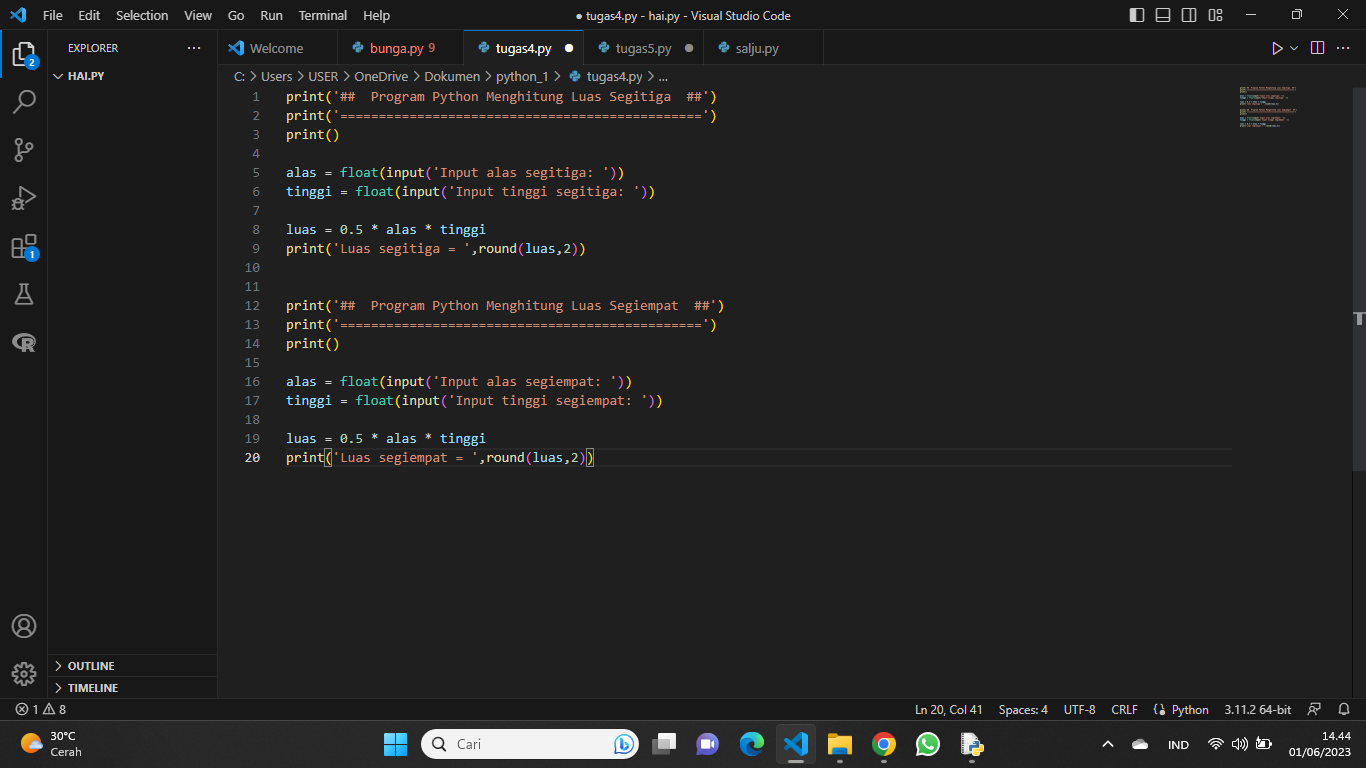 File Edit Selection View Go Run Terminal Help
● tugas4.py - hai.py - Visual Studio Code
EXPLORER
HAI.PY
Welcome
bunga.py 9
tugas4.py
tugas5.py
salju.py
C: > Users > USER > OneDrive > Dokumen > python_1 > tugas4.py > ...
1 print('##  Program Python Menghitung Luas Segitiga  ##')
2 print('===============================================')
3 print()
4
5 alas = float(input('Input alas segitiga: '))
6 tinggi = float(input('Input tinggi segitiga: '))
7
8 luas = 0.5 * alas * tinggi
9 print('Luas segitiga = ',round(luas,2))
10
11
12 print('##  Program Python Menghitung Luas Segiempat  ##')
13 print('===============================================')
14 print()
15
16 alas = float(input('Input alas segiempat: '))
17 tinggi = float(input('Input tinggi segiempat: '))
18
19 luas = 0.5 * alas * tinggi
20 print('Luas segiempat = ',round(luas,2))
2
1
OUTLINE
TIMELINE
1 8
Ln 20, Col 41 Spaces: 4 UTF-8 CRLF Python 3.11.2 64-bit
30°C
Cerah
Cari
IND
14.44
01/06/2023